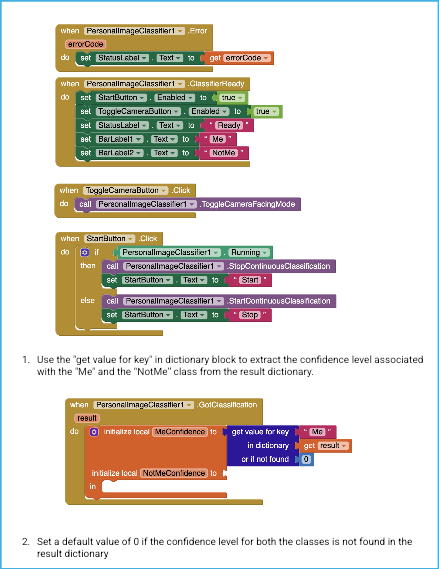 when PersonalImageClassifier1 .Error
errorCode
do set StatusLabel . Text to get errorCode
when PersonalImageClassifier1 .ClassifierReady
do set StartButton . Enabled to true
set ToggleCameraButton . Enabled to true
set StatusLabel . Text to " Ready "
set BarLabel1 . Text to " Me "
set BarLabel2 . Text to " NotMe "
when ToggleCameraButton .Click
do call PersonalImageClassifier1 .ToggleCameraFacingMode
when StartButton .Click
do if PersonalImageClassifier1 . Running
then call PersonalImageClassifier1 .StopContinuousClassification
set StartButton . Text to " Start "
else call PersonalImageClassifier1 .StartContinuousClassification
set StartButton . Text to " Stop "
1. Use the "get value for key" in dictionary block to extract the confidence level associated
with the "Me" and the "NotMe" class from the result dictionary.
when PersonalImageClassifier1 .GotClassification
result
do initialize local MeConfidence to get value for key " Me "
in dictionary get result
or if not found 0
initialize local NotMeConfidence to
in
2. Set a default value of 0 if the confidence level for both the classes is not found in the
result dictionary